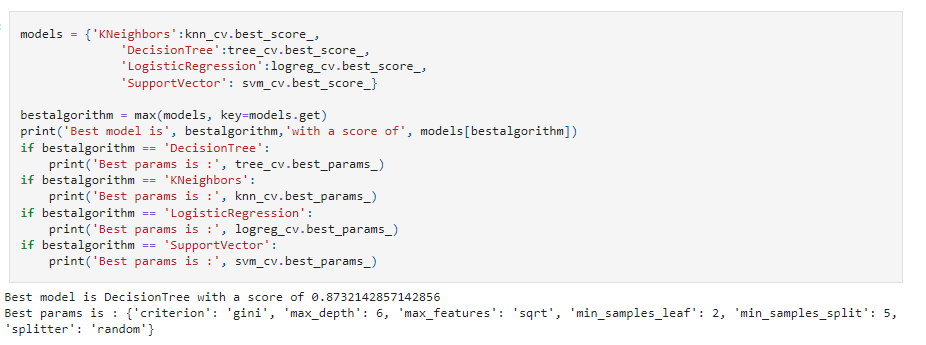 models = {'KNeighbors':knn_cv.best_score_,
              'DecisionTree':tree_cv.best_score_,
              'LogisticRegression':logreg_cv.best_score_,
              'SupportVector': svm_cv.best_score_}

bestalgorithm = max(models, key=models.get)
print('Best model is', bestalgorithm,'with a score of', models[bestalgorithm])
if bestalgorithm == 'DecisionTree':
    print('Best params is :', tree_cv.best_params_)
if bestalgorithm == 'KNeighbors':
    print('Best params is :', knn_cv.best_params_)
if bestalgorithm == 'LogisticRegression':
    print('Best params is :', logreg_cv.best_params_)
if bestalgorithm == 'SupportVector':
    print('Best params is :', svm_cv.best_params_)
Best model is DecisionTree with a score of 0.8732142857142856
Best params is : {'criterion': 'gini', 'max_depth': 6, 'max_features': 'sqrt', 'min_samples_leaf': 2, 'min_samples_split': 5,
'splitter': 'random'}